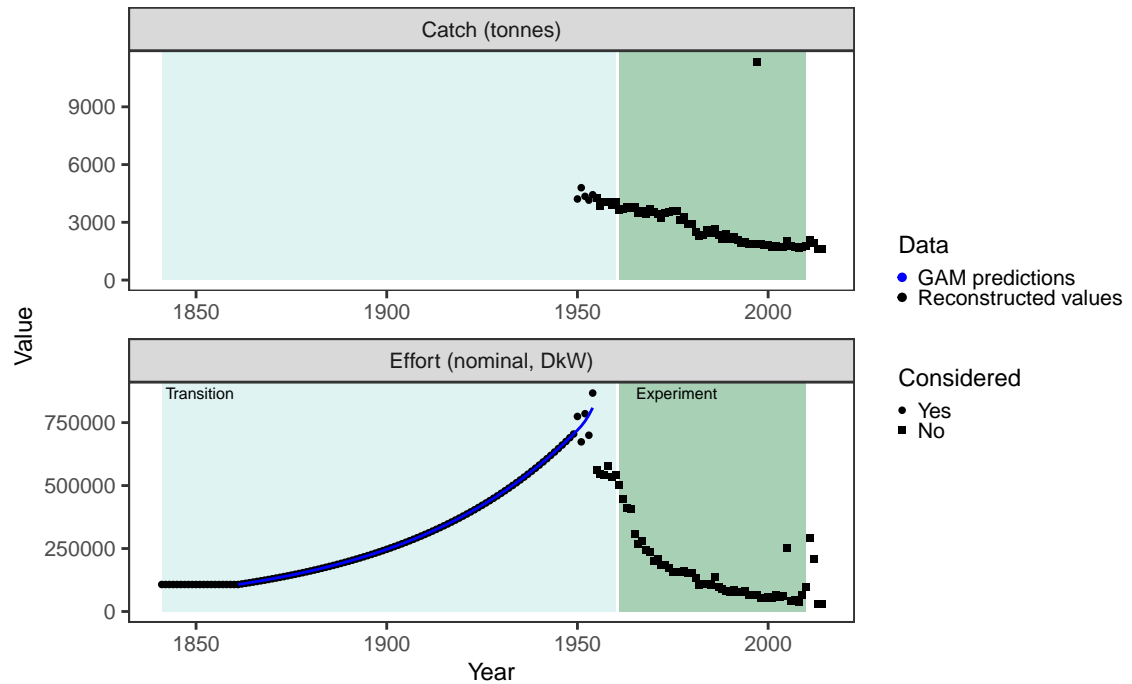 Catch (tonnes)
9000
6000
3000
0
1850 1900 1950 2000
Value
Effort (nominal, DkW)
Transition Experiment
750000
500000
250000
0
1850 1900 1950 2000
Year
Data
GAM predictions
Reconstructed values
Considered
Yes
No